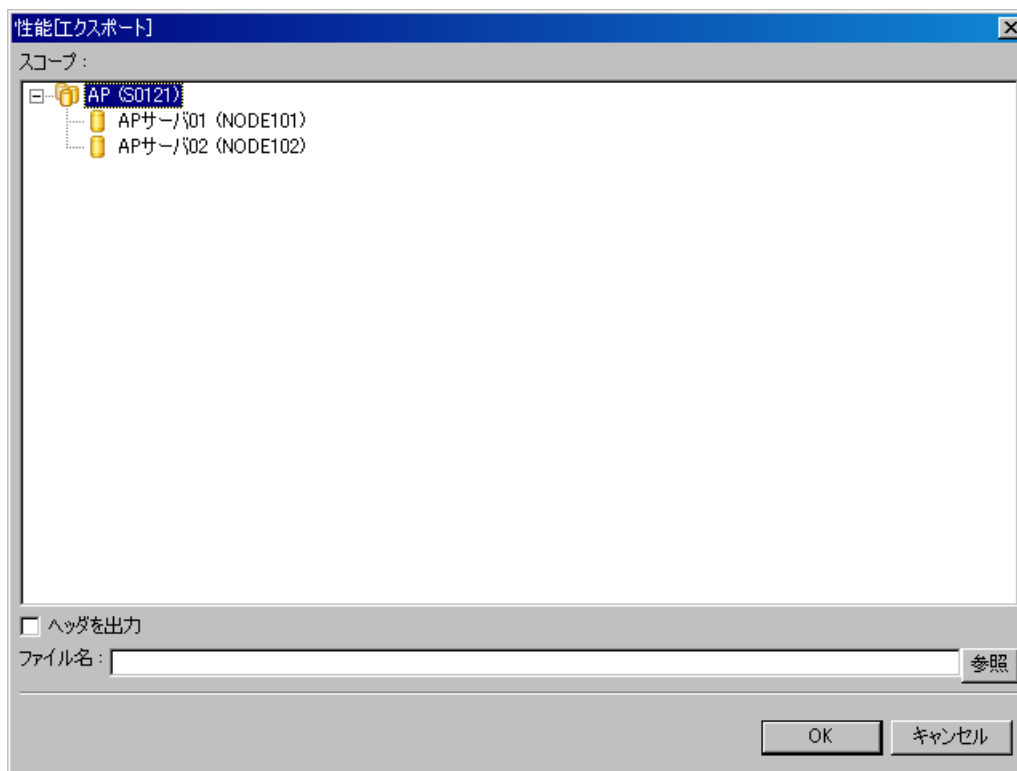 性能[エクスポート]
スコープ：
AP (S0121)
APサーバ01 (NODE101)
APサーバ02 (NODE102)
ヘッダを出力
ファイル名：
参照
OK
キャンセル